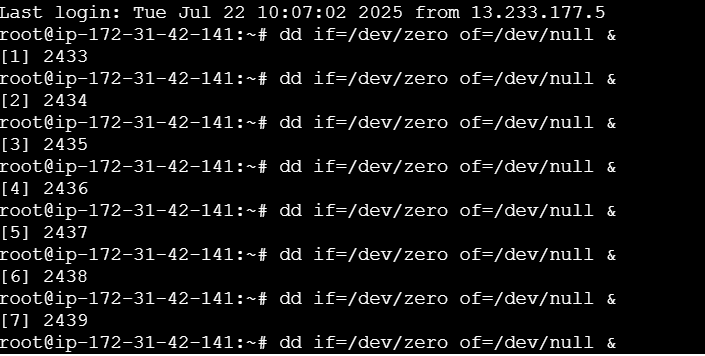 Last login: Tue Jul 22 10:07:02 2025 from 13.233.177.5
root@ip-172-31-42-141:~# dd if=/dev/zero of=/dev/null &
[1] 2433
root@ip-172-31-42-141:~# dd if=/dev/zero of=/dev/null &
[2] 2434
root@ip-172-31-42-141:~# dd if=/dev/zero of=/dev/null &
[3] 2435
root@ip-172-31-42-141:~# dd if=/dev/zero of=/dev/null &
[4] 2436
root@ip-172-31-42-141:~# dd if=/dev/zero of=/dev/null &
[5] 2437
root@ip-172-31-42-141:~# dd if=/dev/zero of=/dev/null &
[6] 2438
root@ip-172-31-42-141:~# dd if=/dev/zero of=/dev/null &
[7] 2439
root@ip-172-31-42-141:~# dd if=/dev/zero of=/dev/null &